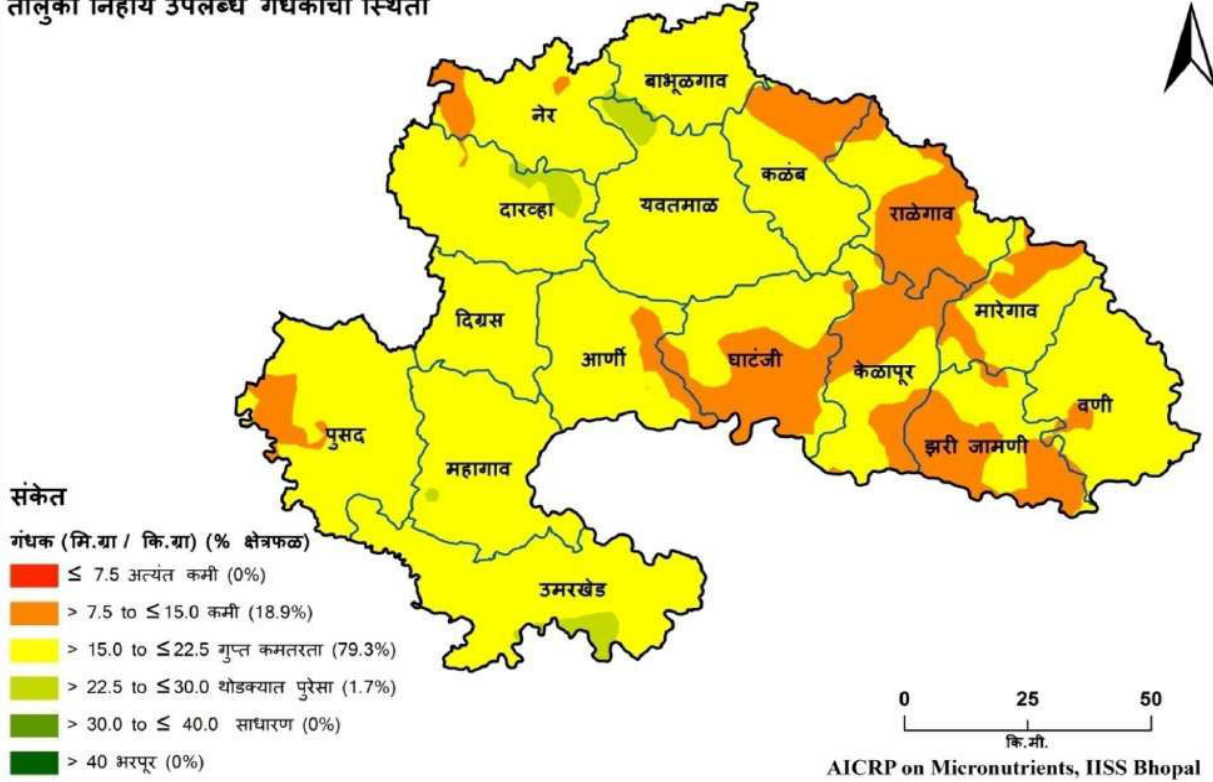 तालुका निहाय उपलब्ध गंधकाची स्थिती
बाभूळगाव
नेर
कळंब
दारव्हा
यवतमाळ
राळेगाव
दिग्रस
मारेगाव
आर्णी
घाटंजी
केळापूर
वणी
पुसद
झरी जामणी
महागाव
उमरखेड
संकेत
गंधक (मि.ग्रा / कि.ग्रा) (% क्षेत्रफळ)
≤ 7.5 अत्यंत कमी (0%)
> 7.5 to ≤15.0 कमी (18.9%)
> 15.0 to ≤22.5 गुप्त कमतरता (79.3%)
> 22.5 to ≤30.0 थोडक्यात पुरेसा (1.7%)
> 30.0 to ≤ 40.0 साधारण (0%)
> 40 भरपूर (0%)
0 25 50
कि.मी.
AICRP on Micronutrients, IISS Bhopal